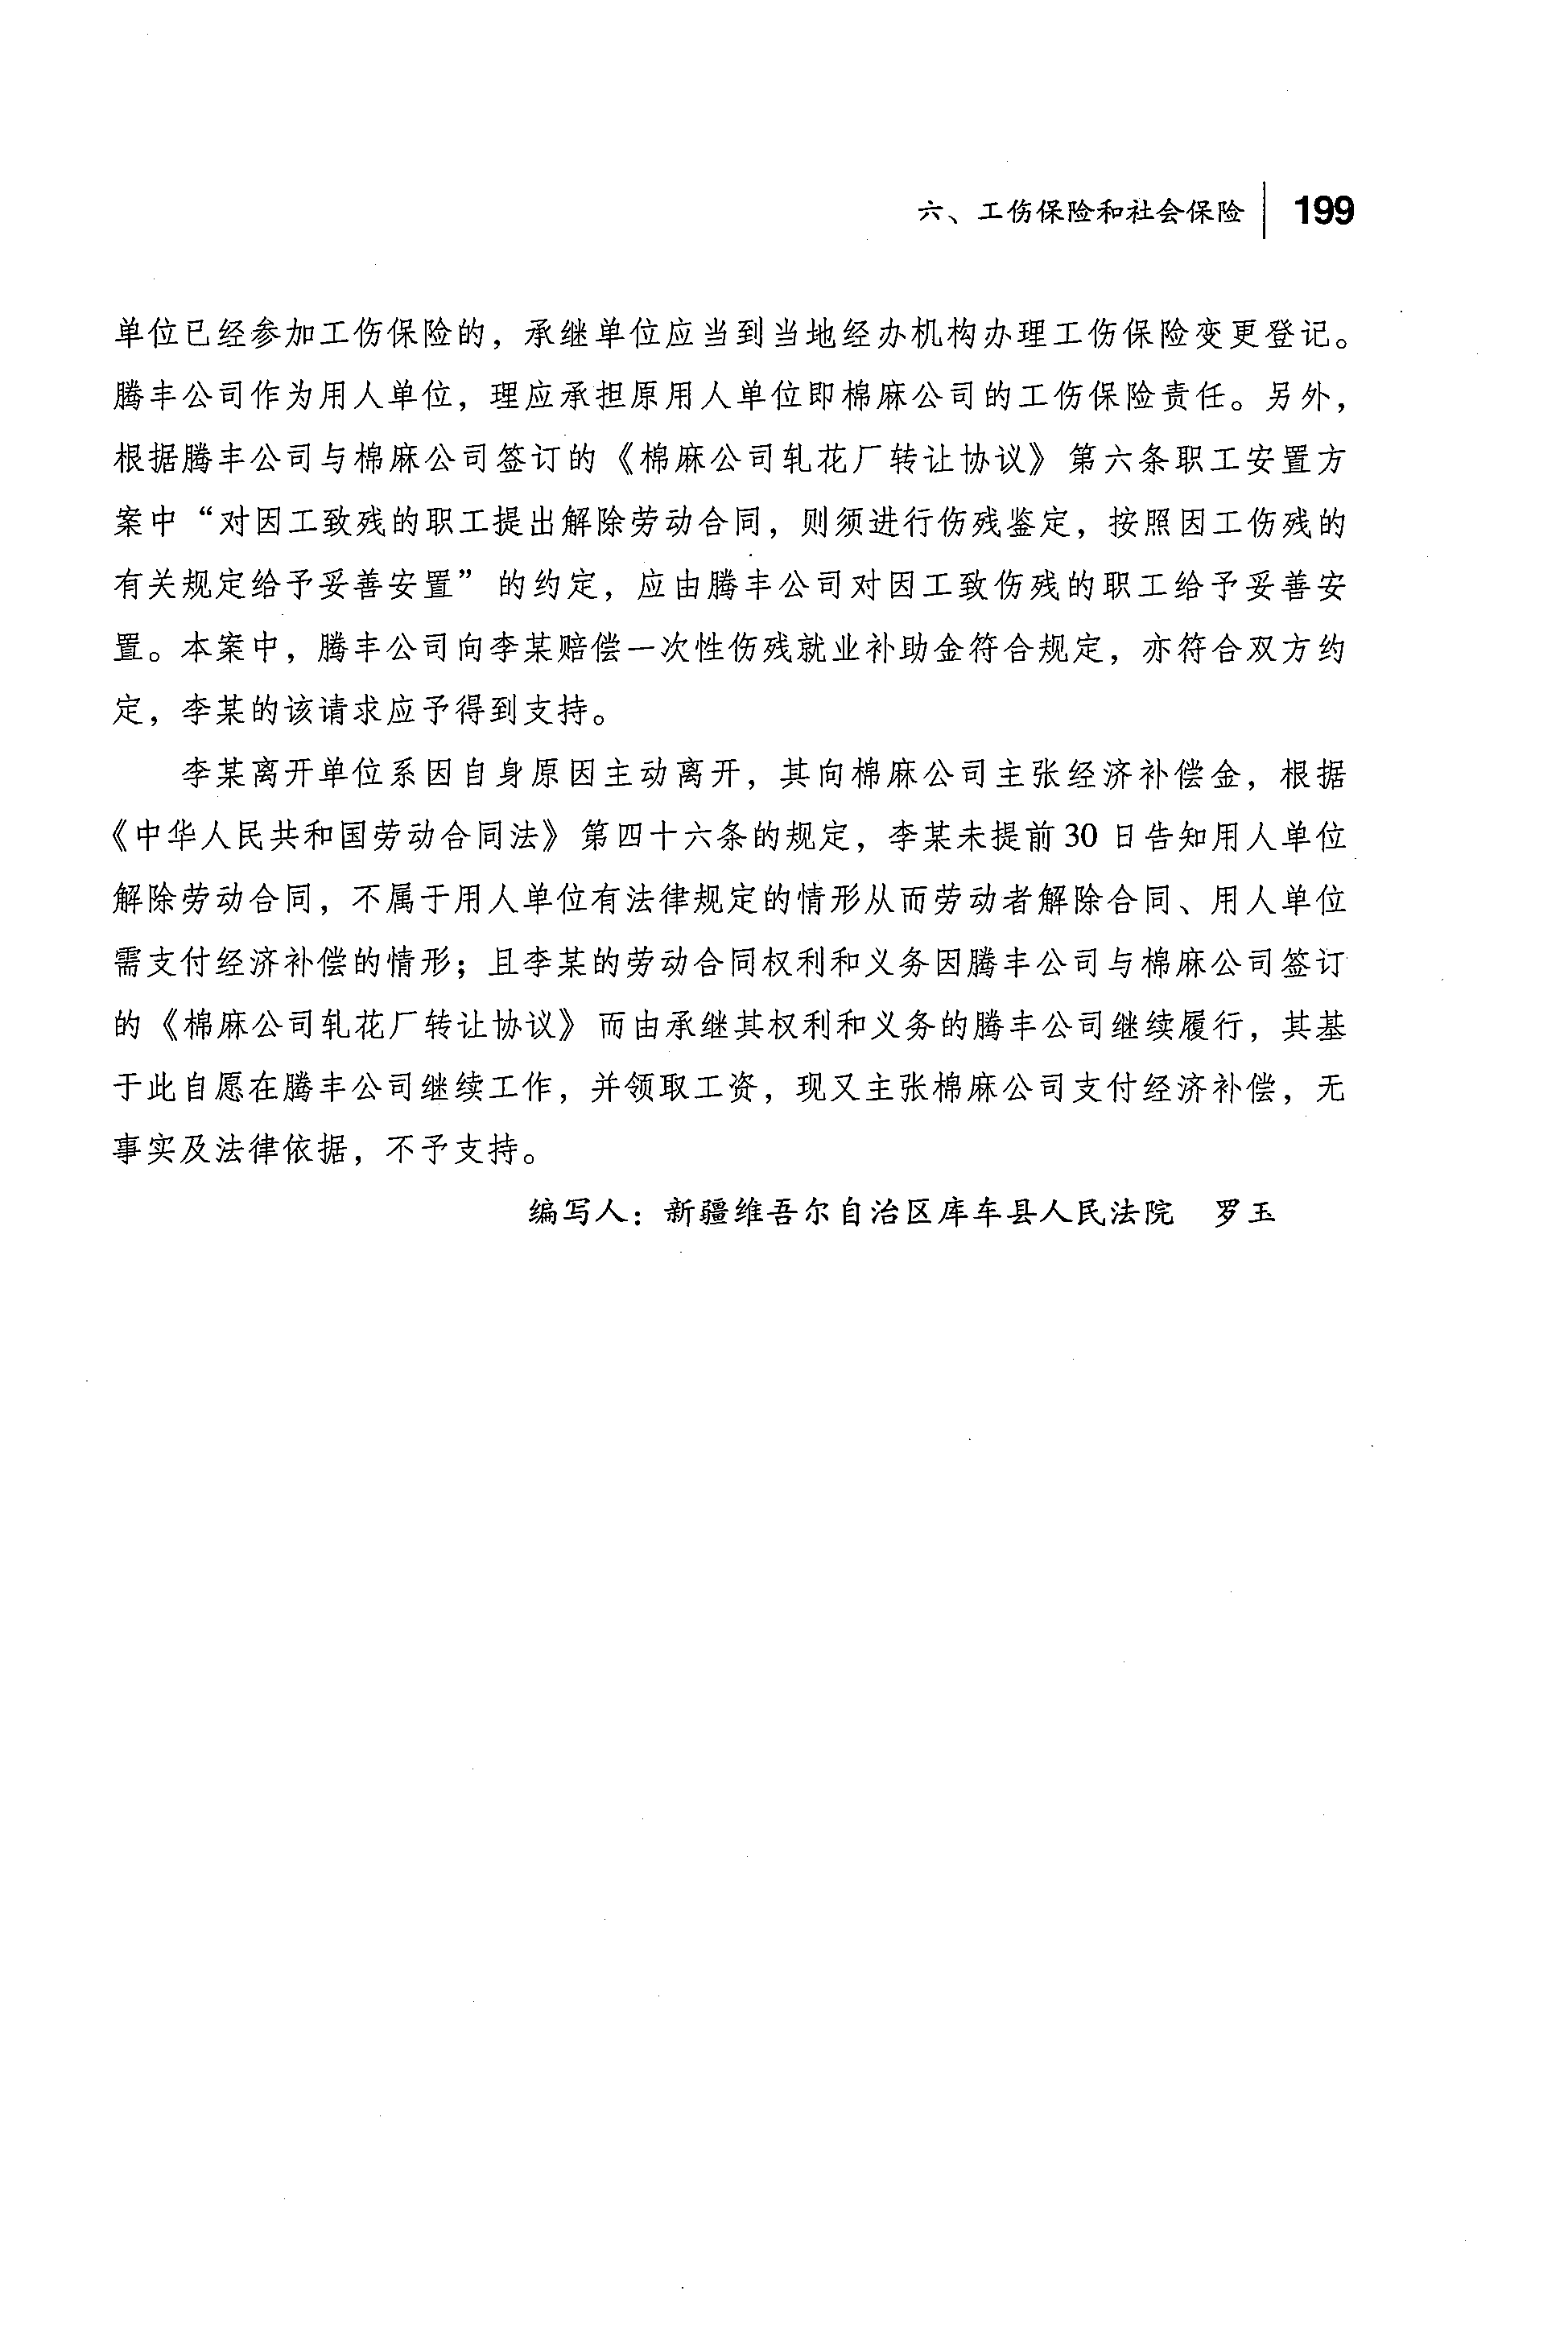 六、工伤保险和社会保险 199
单位已经参加工伤保险的，承继单位应当到当地经办机构办理工伤保险变更登记。
腾丰公司作为用人单位，理应承担原用人单位即棉麻公司的工伤保险责任。另外，
根据腾丰公司与棉麻公司签订的《棉麻公司轧花厂转让协议》第六条职工安置方
案中“对因工致残的职工提出解除劳动合同，则须进行伤残鉴定，按照因工伤残的
有关规定给予妥善安置”的约定，应由腾丰公司对因工致伤残的职工给予妥善安
置。本案中，腾丰公司向李某赔偿一次性伤残就业补助金符合规定，亦符合双方约
定，李某的该请求应予得到支持。
李某离开单位系因自身原因主动离开，其向棉麻公司主张经济补偿金，根据
《中华人民共和国劳动合同法》第四十六条的规定，李某未提前30日告知用人单位
解除劳动合同，不属于用人单位有法律规定的情形从而劳动者解除合同、用人单位
需支付经济补偿的情形；且李某的劳动合同权利和义务因腾丰公司与棉麻公司签订
的《棉麻公司轧花厂转让协议》而由承继其权利和义务的腾丰公司继续履行，其基
于此自愿在腾丰公司继续工作，并领取工资，现又主张棉麻公司支付经济补偿，无
事实及法律依据，不予支持。
编写人：新疆维吾尔自治区库车县人民法院 罗玉